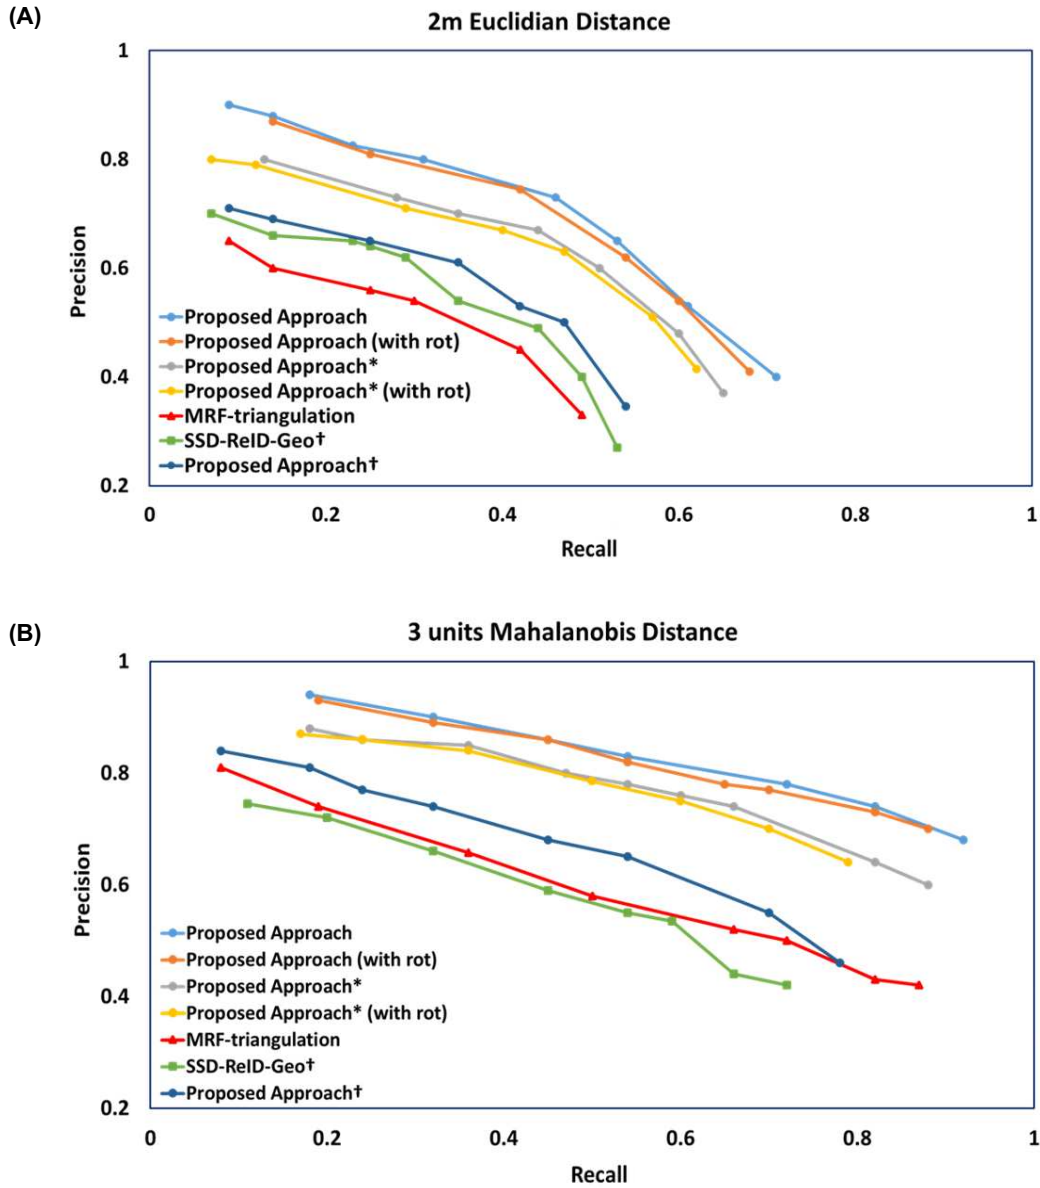 (A)
2m Euclidian Distance
1
0.8
0.6
0.4
0.2
Precision
Proposed Approach
Proposed Approach (with rot)
Proposed Approach*
Proposed Approach* (with rot)
MRF-triangulation
SSD-ReID-Geo†
Proposed Approach†
0 0.2 0.4 0.6 0.8 1
Recall
(B)
3 units Mahalanobis Distance
1
0.8
0.6
0.4
0.2
Precision
Proposed Approach
Proposed Approach (with rot)
Proposed Approach*
Proposed Approach* (with rot)
MRF-triangulation
SSD-ReID-Geo†
Proposed Approach†
0 0.2 0.4 0.6 0.8 1
Recall